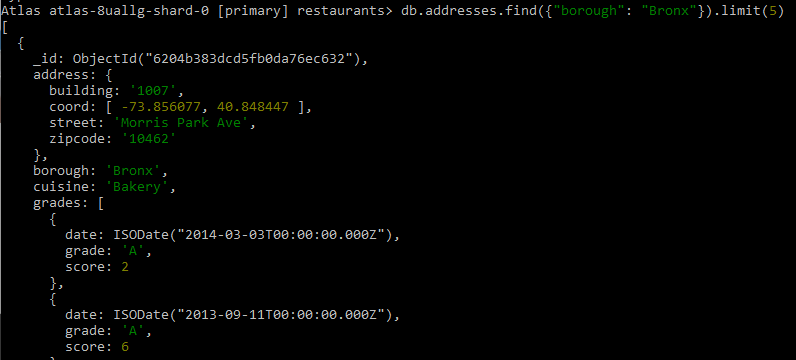 Atlas atlas-8uallg-shard-0 [primary] restaurants> db.addresses.find({"borough": "Bronx"}).limit(5)
[
  {
    _id: ObjectId("6204b383dcd5fb0da76ec632"),
    address: {
      building: '1007',
      coord: [ -73.856077, 40.848447 ],
      street: 'Morris Park Ave',
      zipcode: '10462'
    },
    borough: 'Bronx',
    cuisine: 'Bakery',
    grades: [
      {
        date: ISODate("2014-03-03T00:00:00.000Z"),
        grade: 'A',
        score: 2
      },
      {
        date: ISODate("2013-09-11T00:00:00.000Z"),
        grade: 'A',
        score: 6